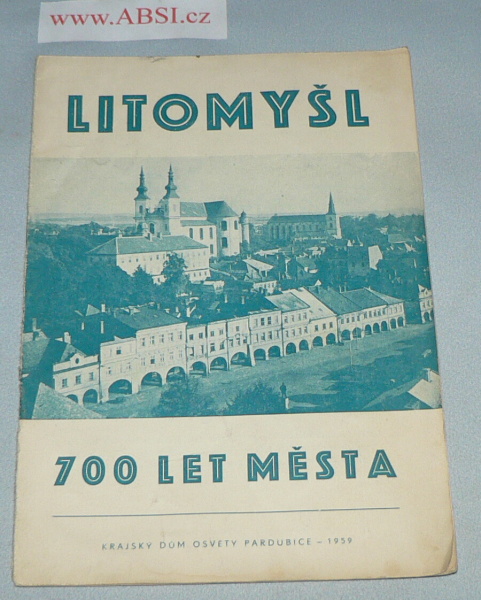 www.ABSI.cz
LITOMYŠL
700 LET MĚSTA
KRAJSKÝ DŮM OSVĚTY PARDUBICE – 1959